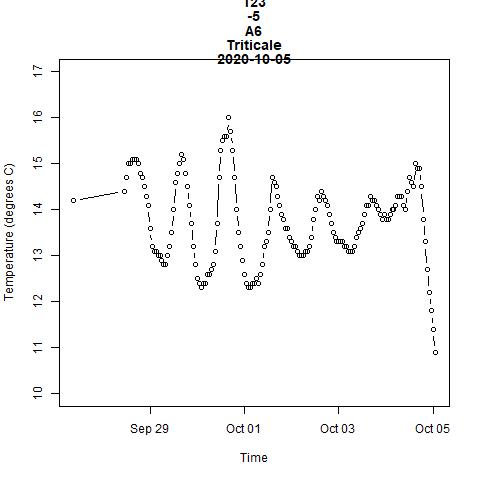 123
-5
A6
Triticale
2020-10-05
Temperature (degrees C)
17
16
15
14
13
12
11
10
Sep 29
Oct 01
Oct 03
Oct 05
Time